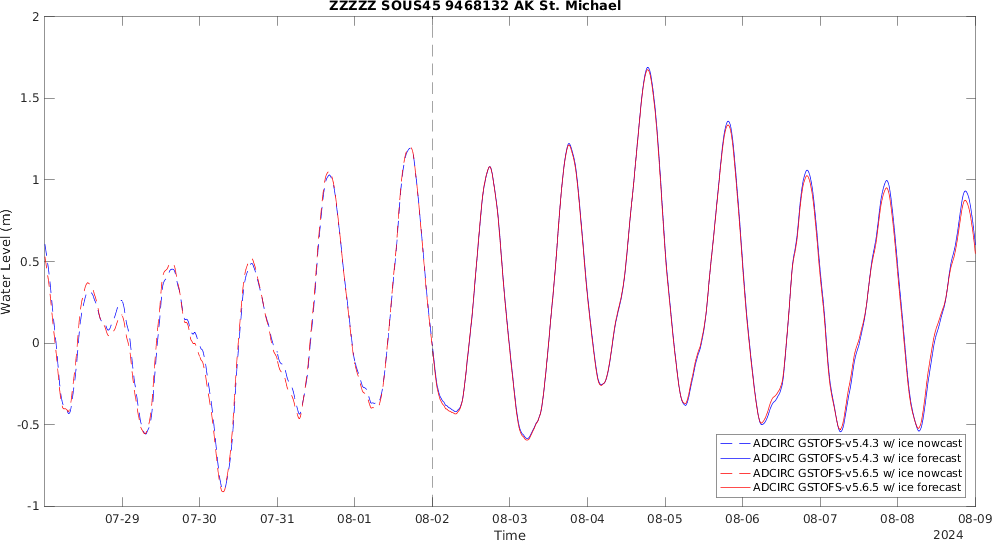 ZZZZZ SOUS45 9468132 AK St. Michael
2
1.5
1
0.5
0
-0.5
-1
Water Level (m)
07-29 07-30 07-31 08-01 08-02 08-03 08-04 08-05 08-06 08-07 08-08 08-09
Time
2024
ADCIRC GSTOFS-v5.4.3 w/ ice nowcast
ADCIRC GSTOFS-v5.4.3 w/ ice forecast
ADCIRC GSTOFS-v5.6.5 w/ ice nowcast
ADCIRC GSTOFS-v5.6.5 w/ ice forecast